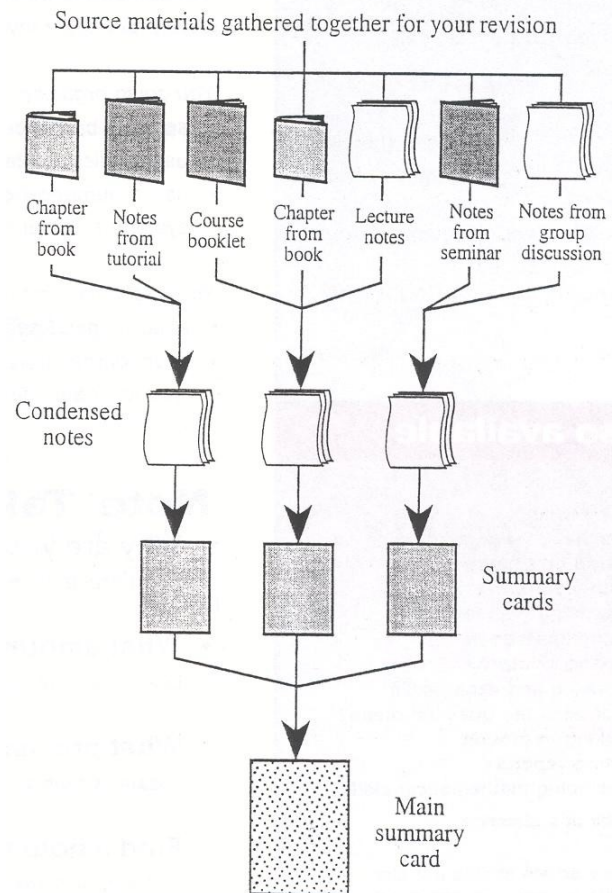 Source materials gathered together for your revision
Chapter
from
book
Notes
from
tutorial
Course
booklet
Chapter
from
book
Lecture
notes
Notes
from
seminar
Notes from
group
discussion
Condensed
notes
Summary
cards
Main
summary
card